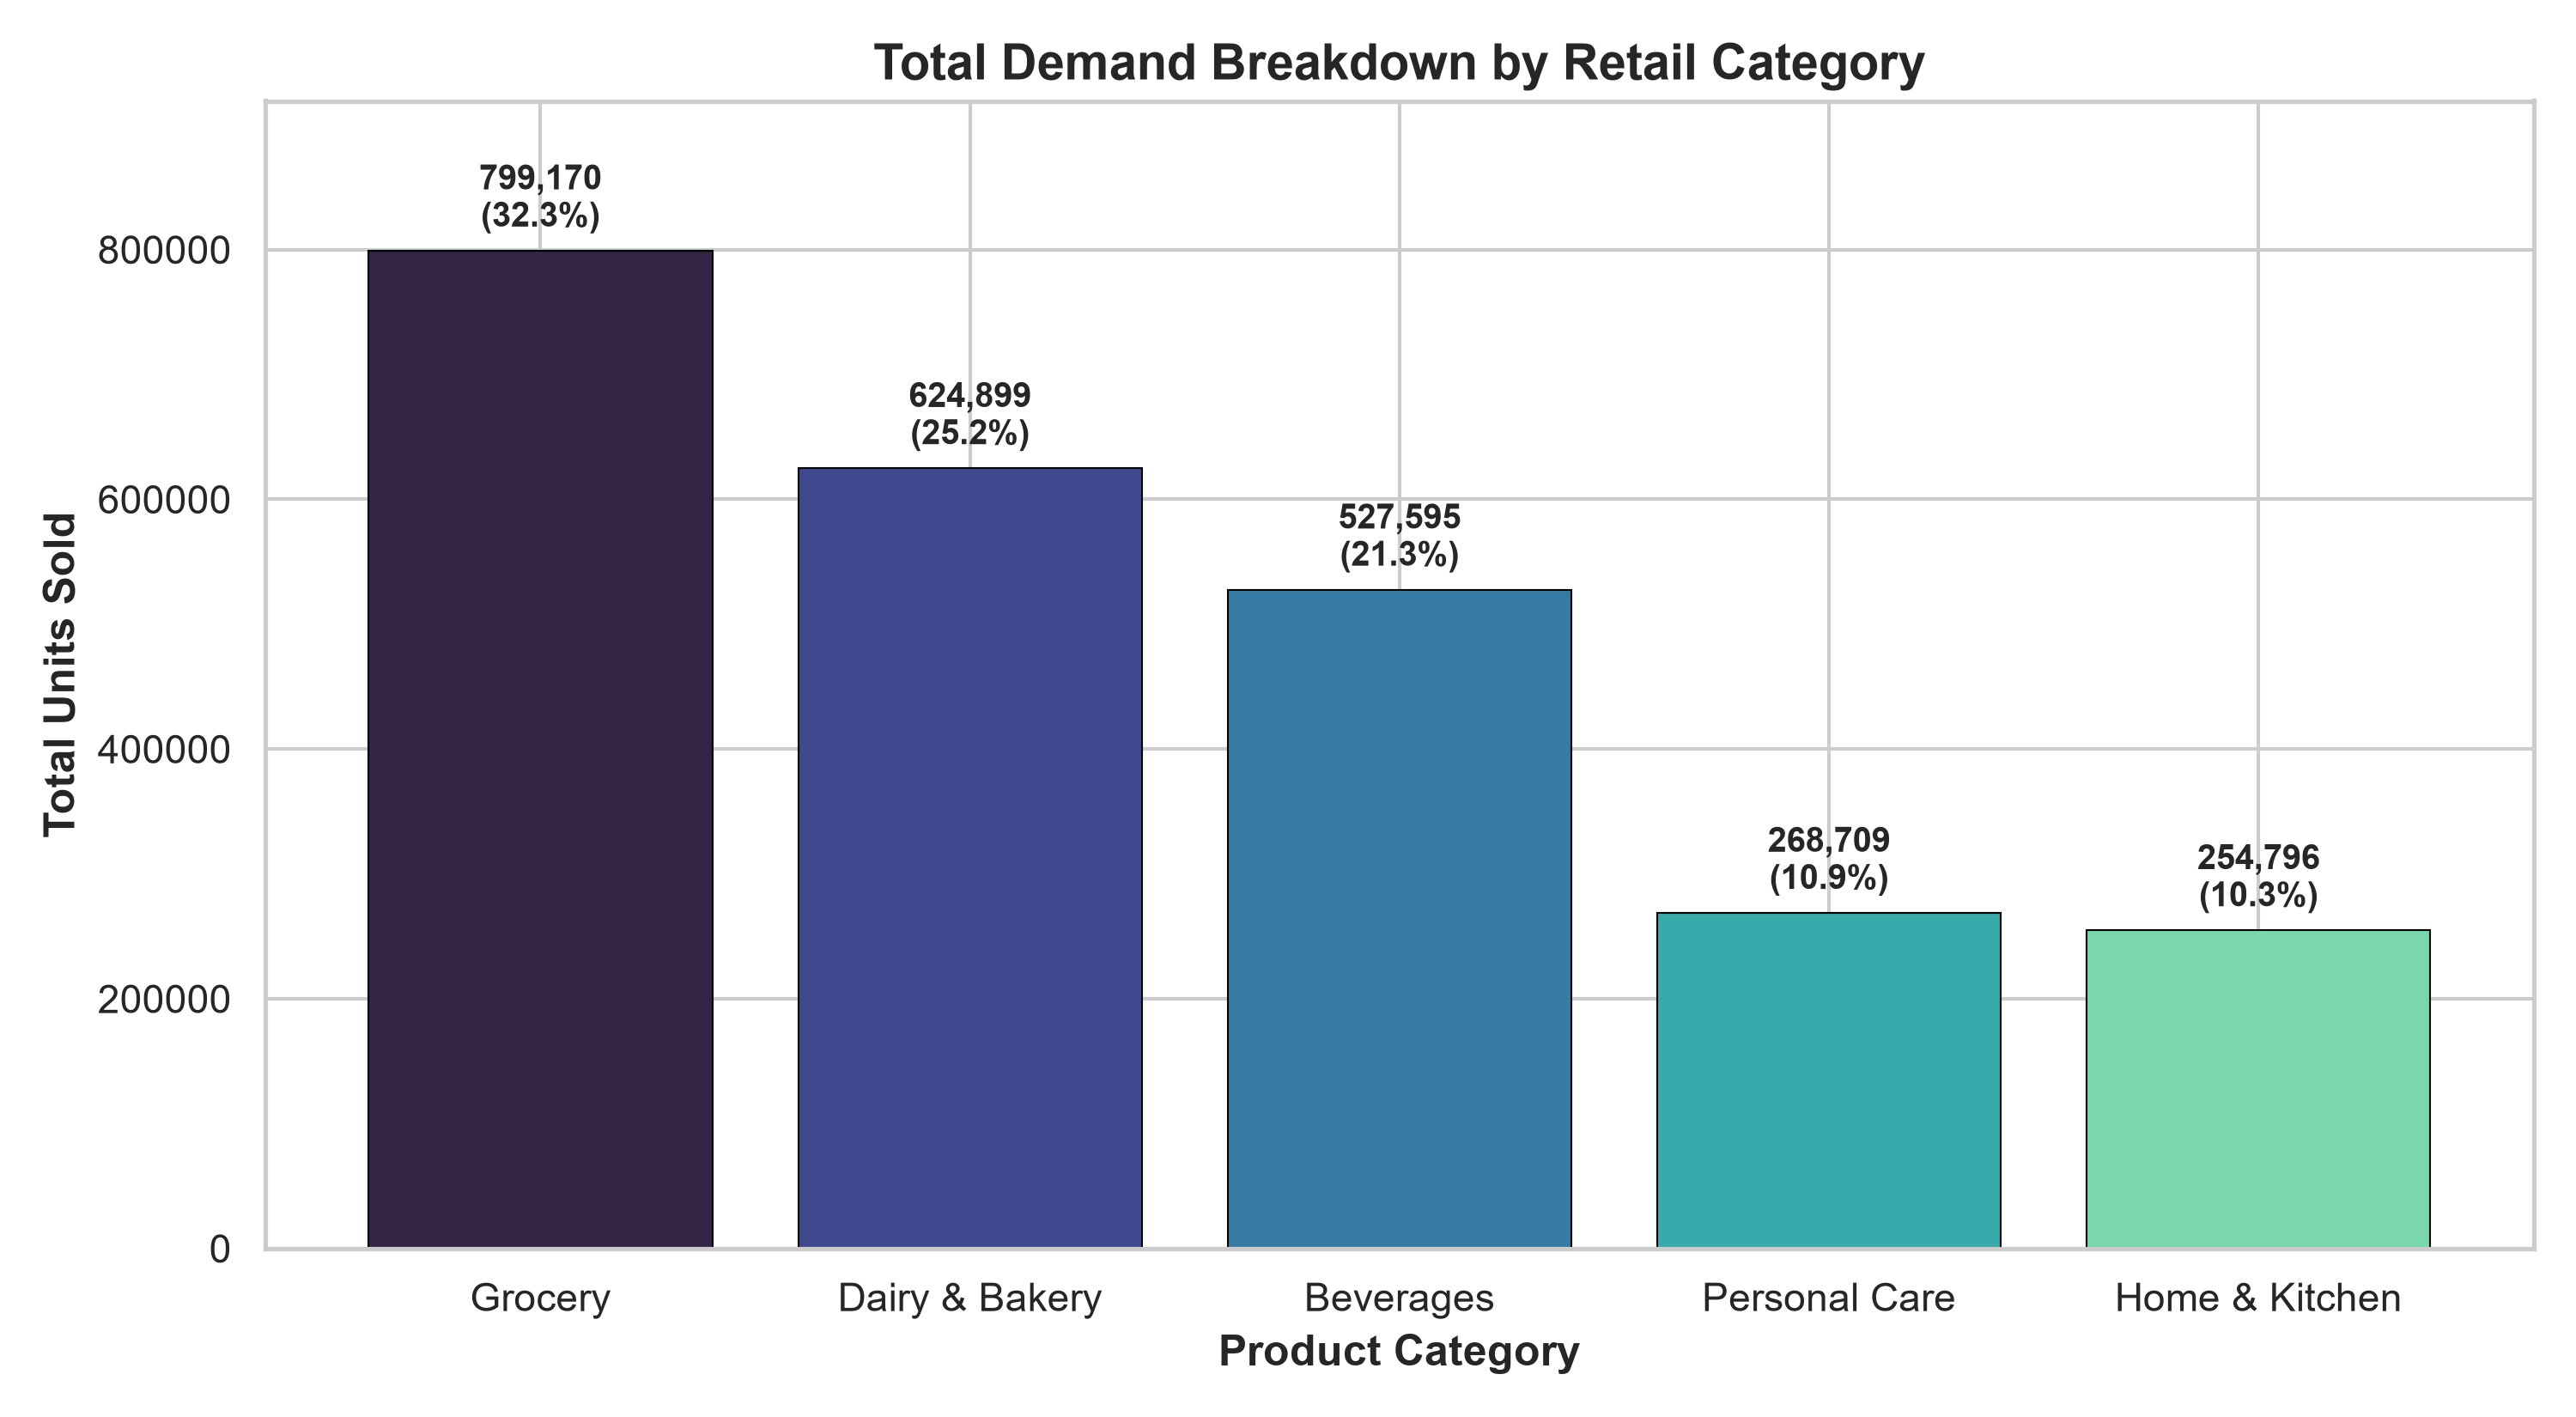 Total Demand Breakdown by Retail Category
Total Units Sold
800000
600000
400000
200000
0
799,170
(32.3%)
624,899
(25.2%)
527,595
(21.3%)
268,709
(10.9%)
254,796
(10.3%)
Grocery
Dairy & Bakery
Beverages
Personal Care
Home & Kitchen
Product Category